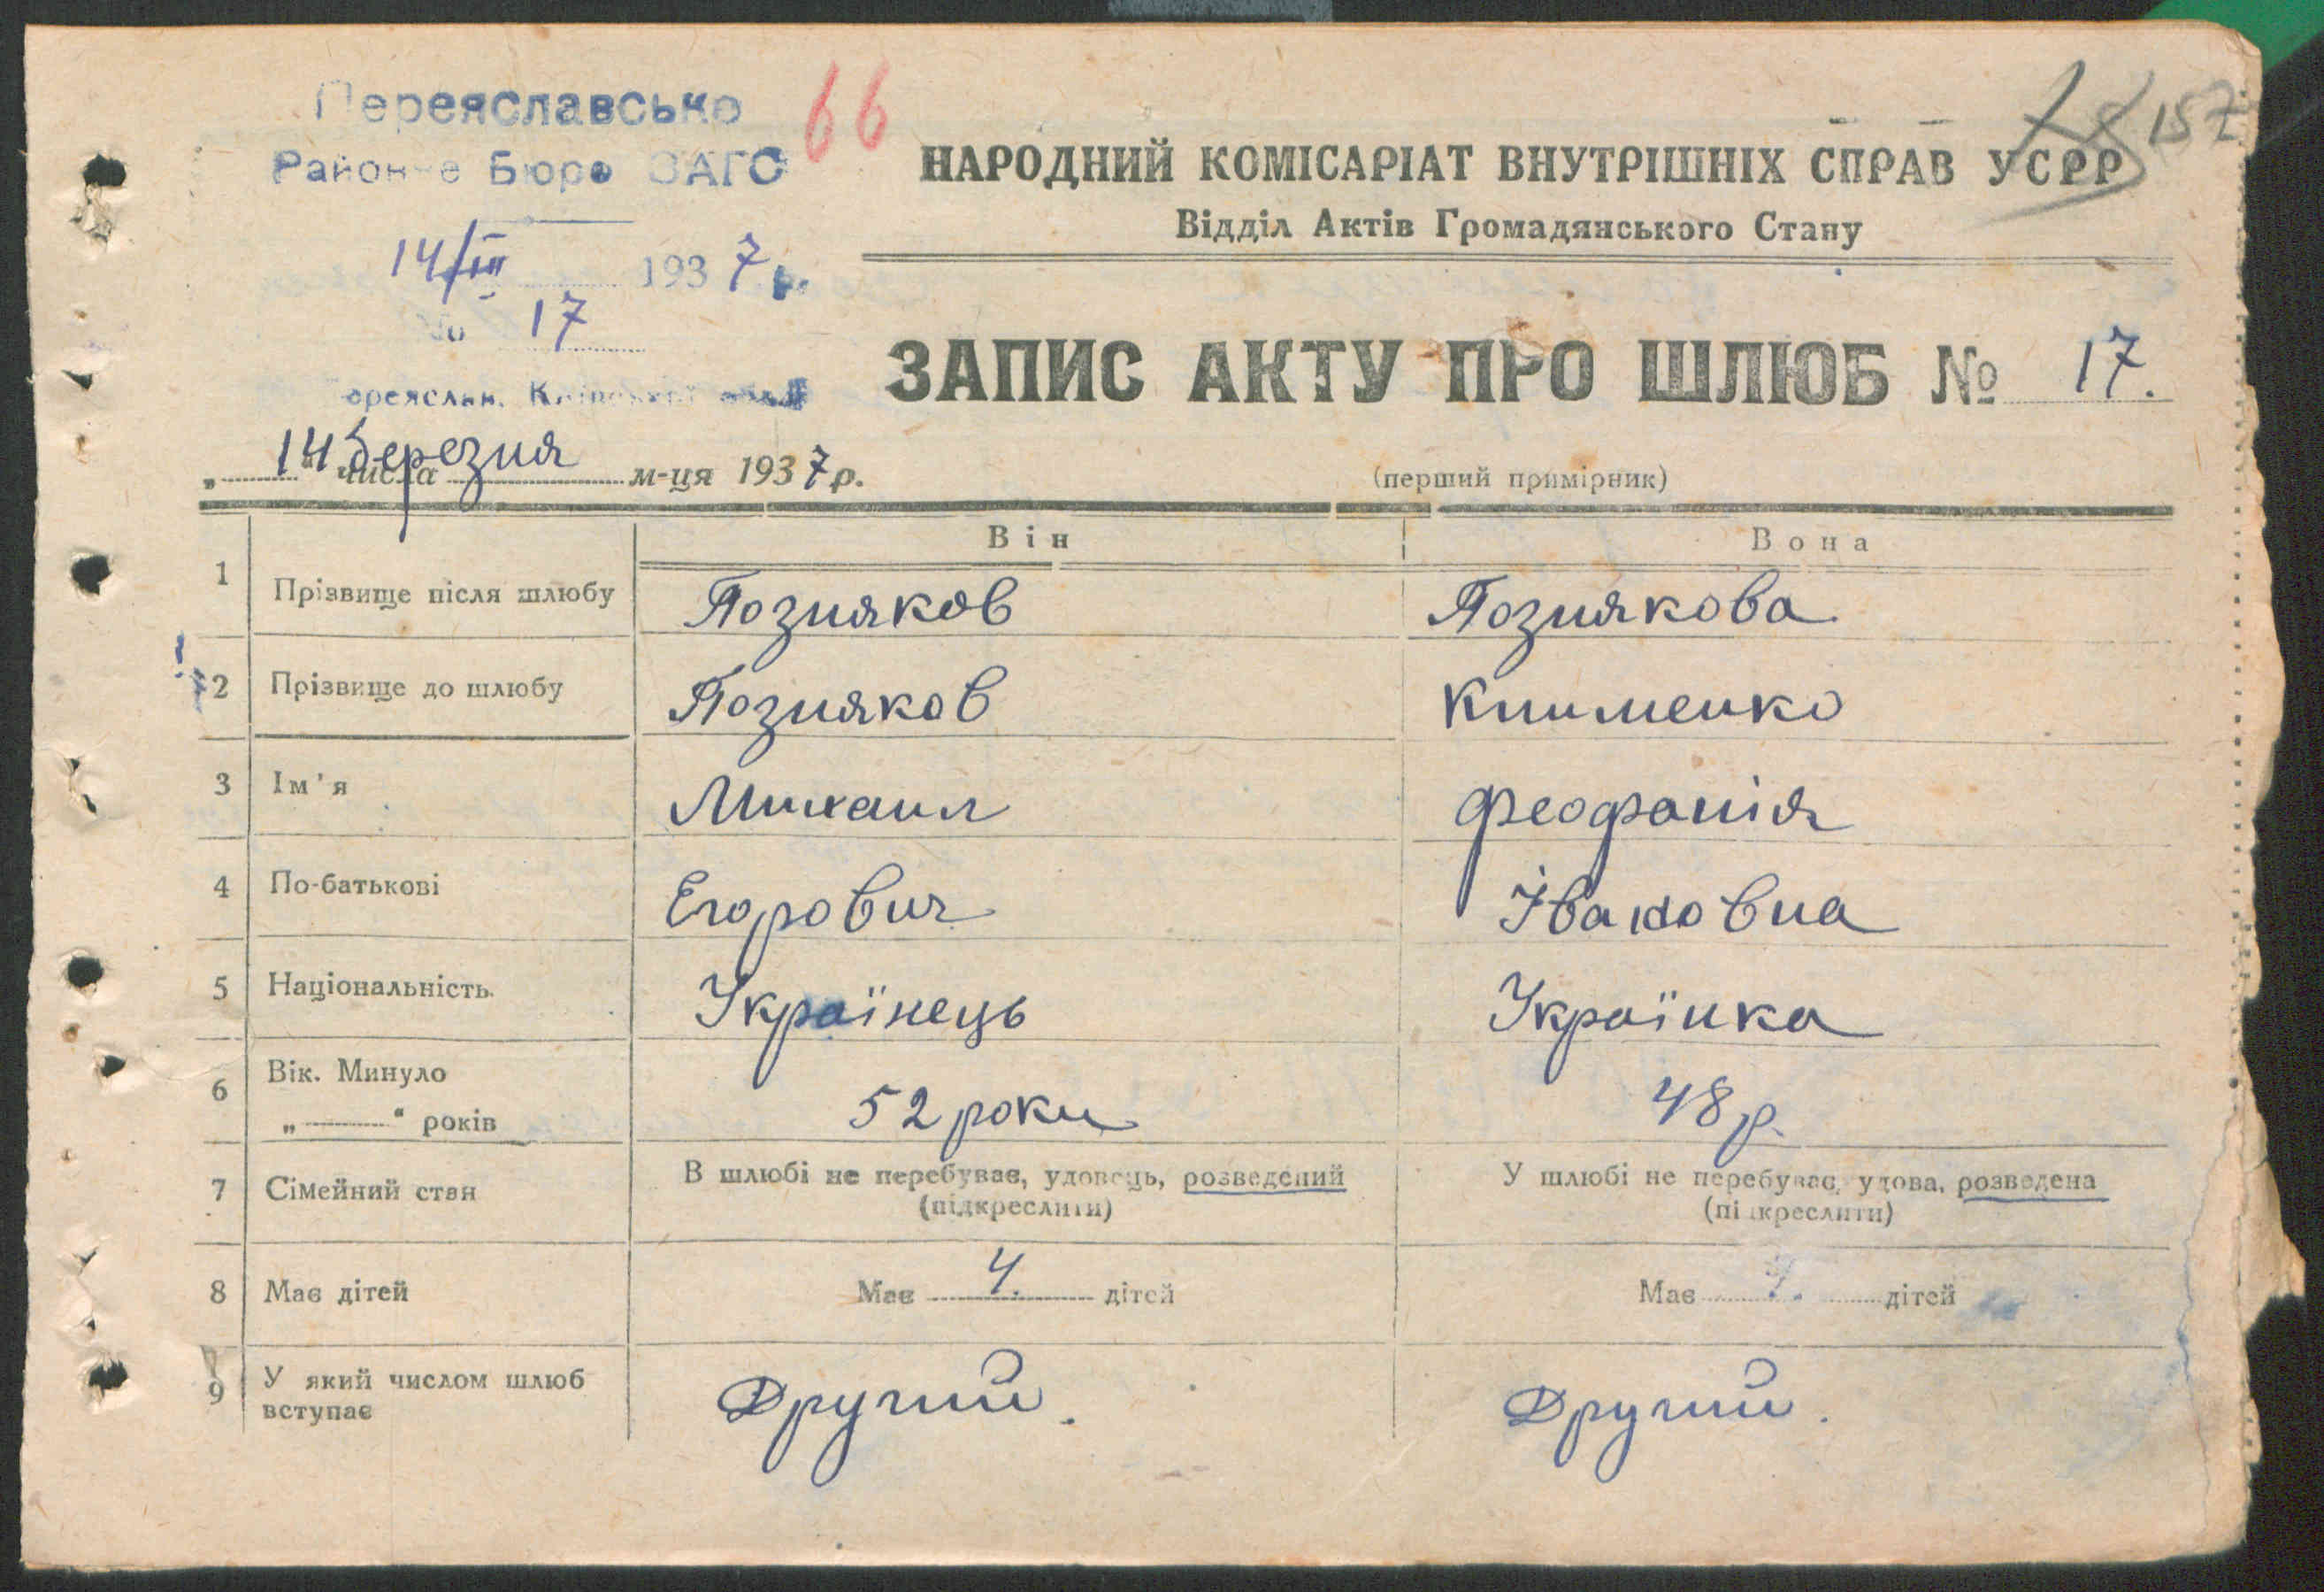 Переяславське
Районне Бюро ЗАГС
66
157
14/III 1937 р.
№ 17
НАРОДНИЙ КОМІСАРІАТ ВНУТРІШНІХ СПРАВ УСРР
Відділ Актів Громадянського Стану
ЗАПИС АКТУ ПРО ШЛЮБ № 17.
„14" числа березня м-ця 1937 р.
(перший примірник)
Він Вона
1 Прізвище після шлюбу Позняков Познякова
2 Прізвище до шлюбу Позняков Клименко
3 Ім'я Михаил Феофанія
4 По-батькові Егорович Івановна
5 Національність Українець Українка
6 Вік. Минуло 52 роки 48 р.
„ " років
7 Сімейний стан В шлюбі не перебуває, удовець, розведений У шлюбі не перебуває, удова, розведена
(підкреслити) (підкреслити)
8 Має дітей Має 4. дітей Має дітей
9 У який числом шлюб Другий. Другий.
вступає